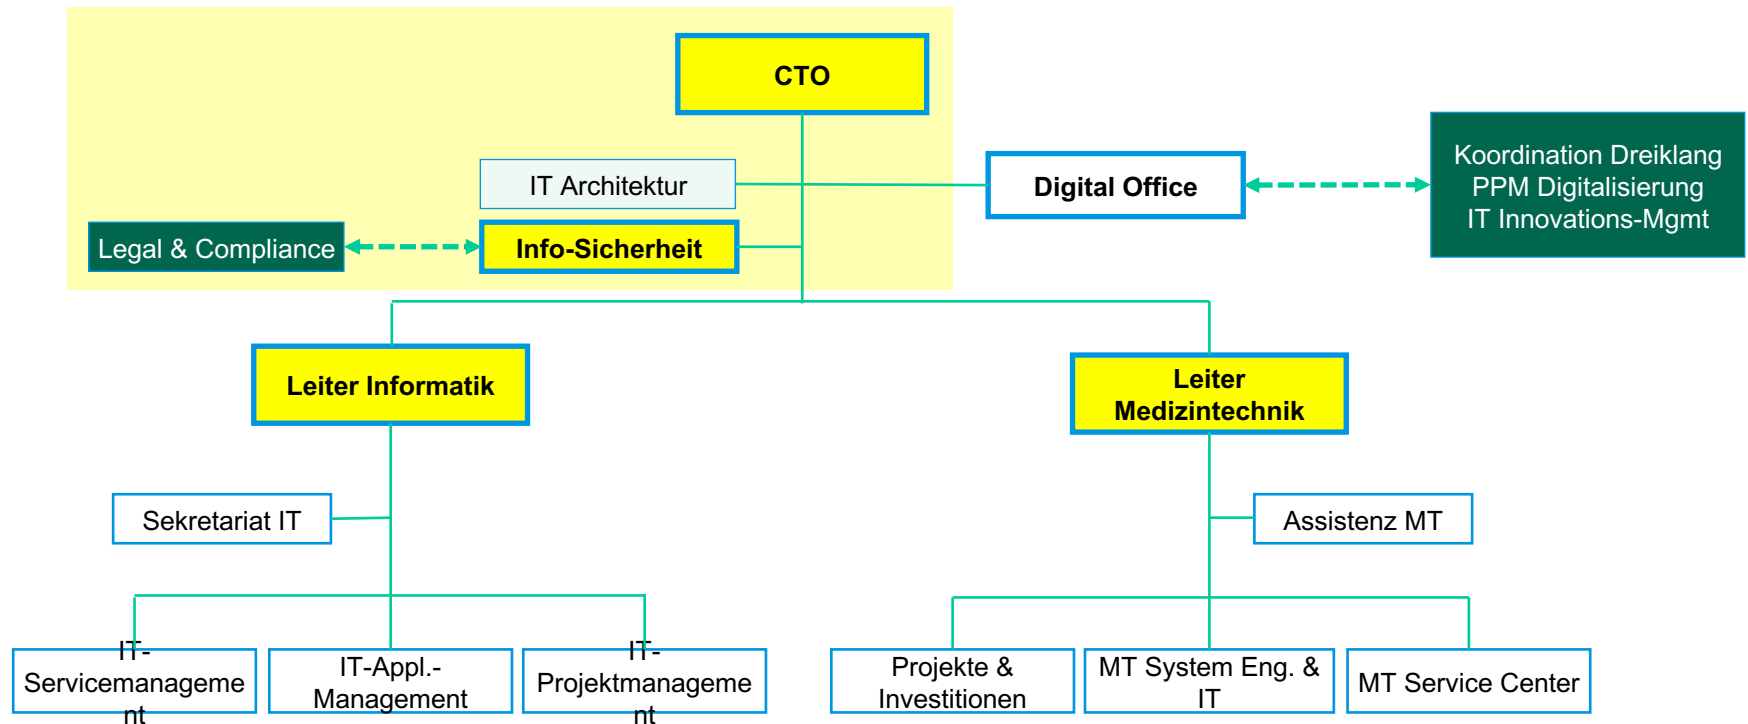 CTO
IT Architektur
Digital Office
Koordination Dreiklang
PPM Digitalisierung
IT Innovations-Mgmt
Legal & Compliance
Info-Sicherheit
Leiter Informatik
Leiter
Medizintechnik
Sekretariat IT
Assistenz MT
IT-
Servicemanageme
nt
IT-Appl.-
Management
IT-
Projektmanageme
nt
Projekte &
Investitionen
MT System Eng. &
IT
MT Service Center